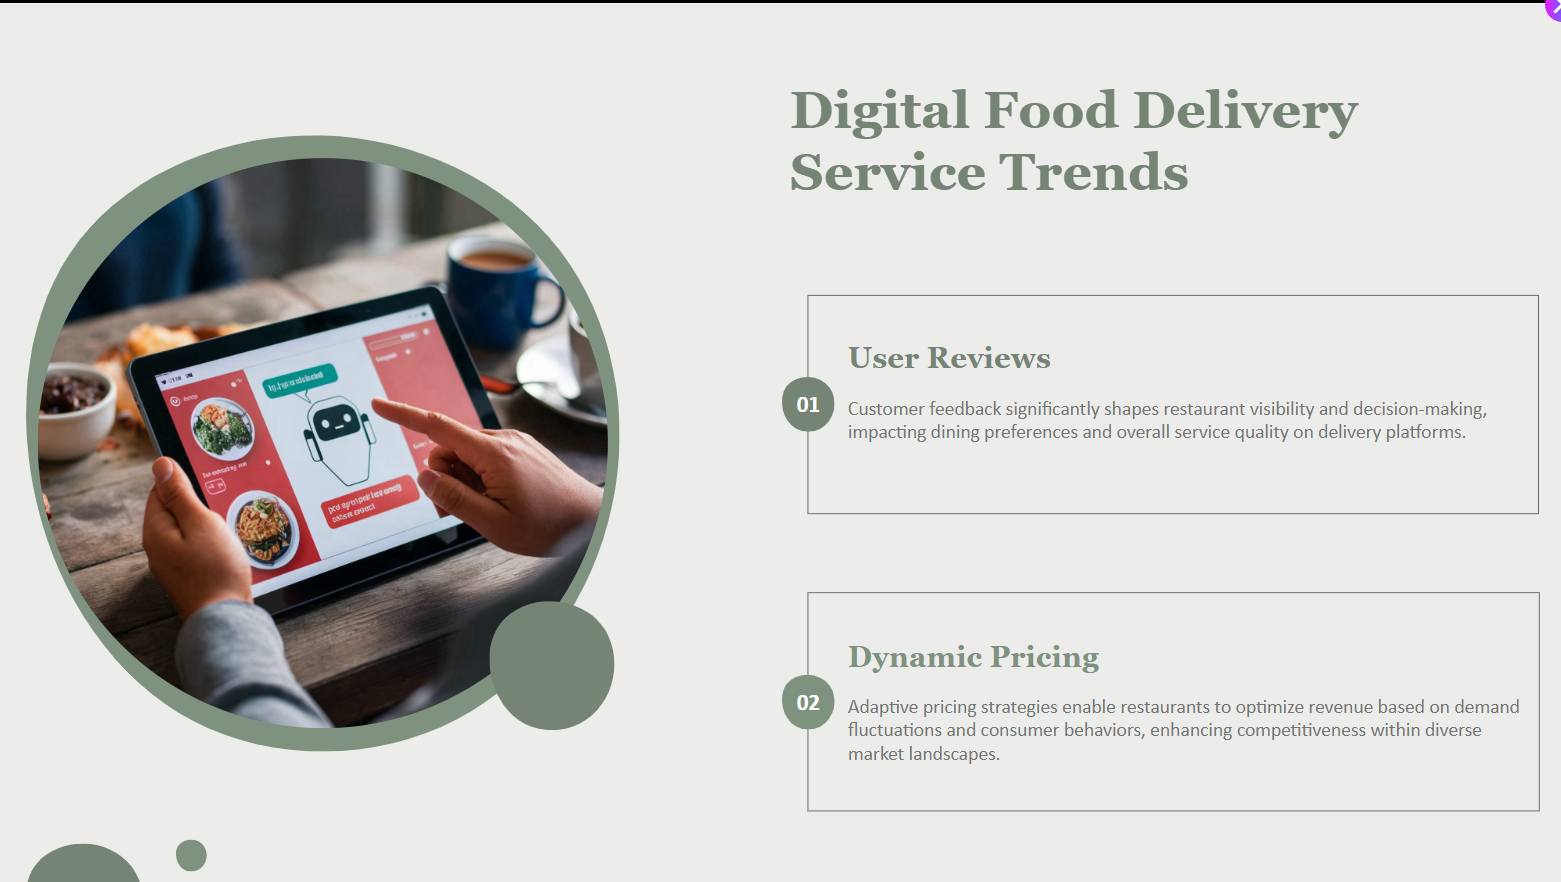 Digital Food Delivery
Service Trends
User Reviews
01
Customer feedback significantly shapes restaurant visibility and decision-making,
impacting dining preferences and overall service quality on delivery platforms.
Dynamic Pricing
02
Adaptive pricing strategies enable restaurants to optimize revenue based on demand
fluctuations and consumer behaviors, enhancing competitiveness within diverse
market landscapes.